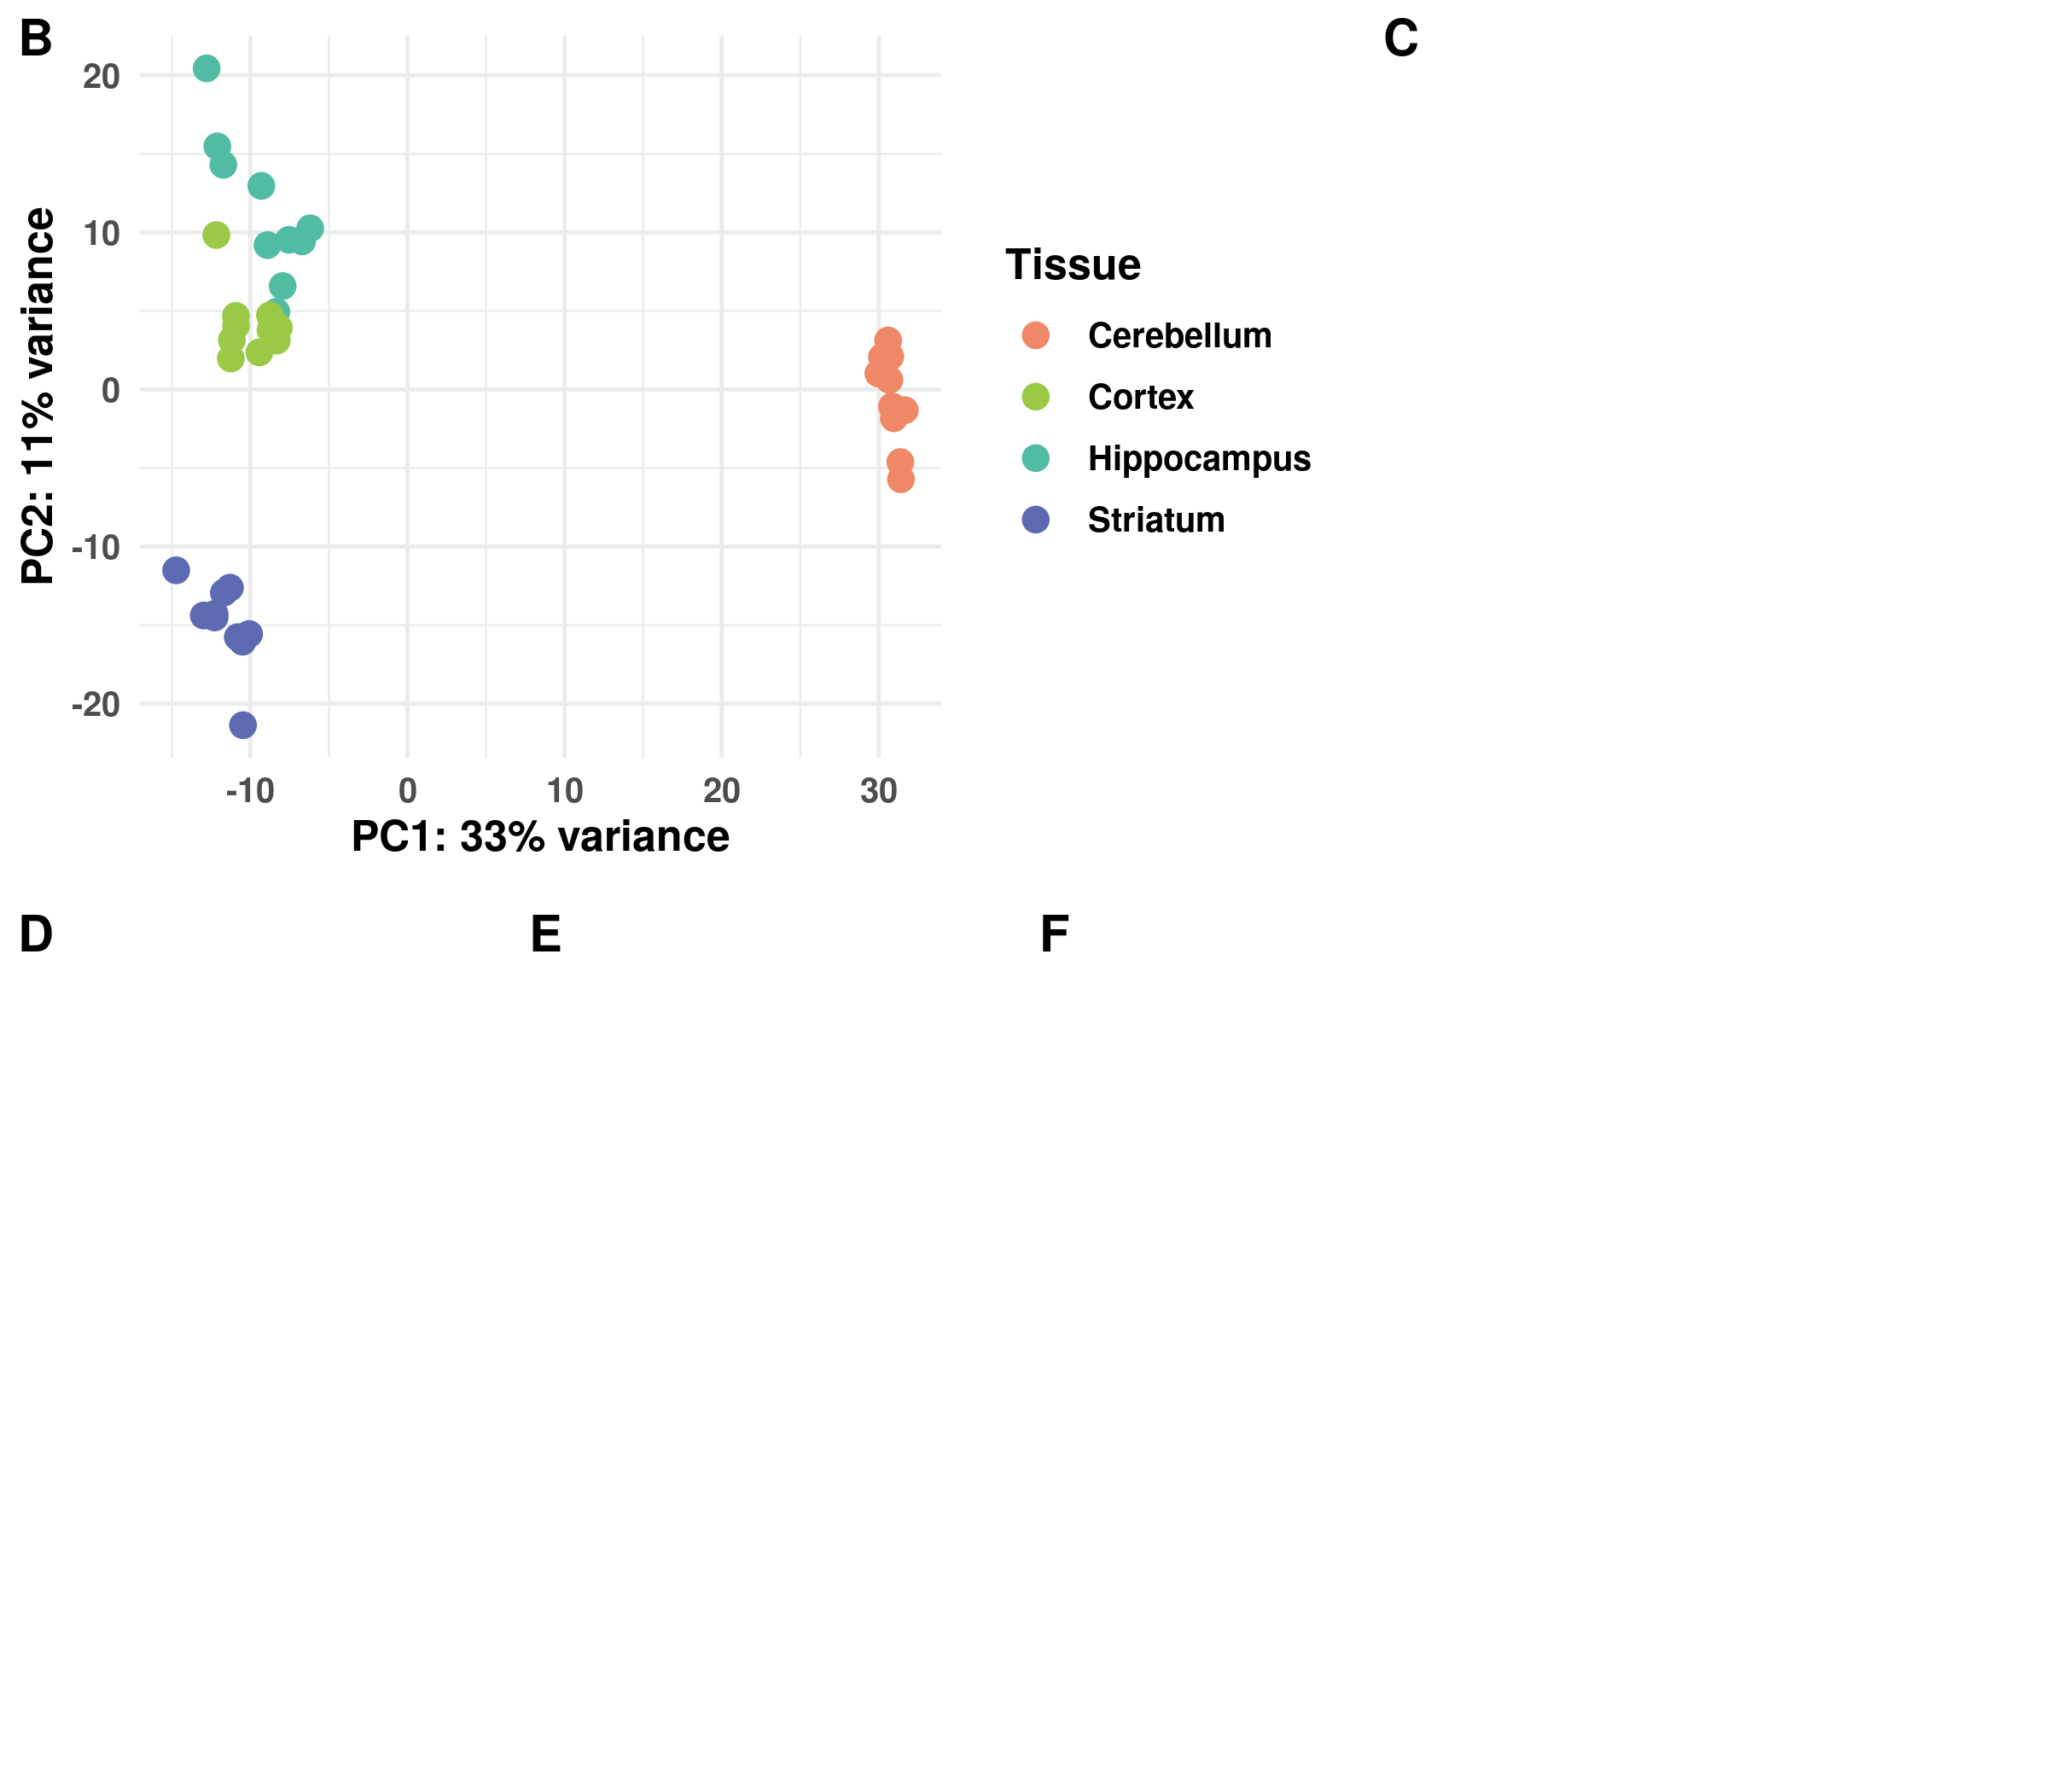 B
C
20
10
0
-10
-20
PC2: 11% variance
-10 0 10 20 30
PC1: 33% variance
Tissue
Cerebellum
Cortex
Hippocampus
Striatum
D E F